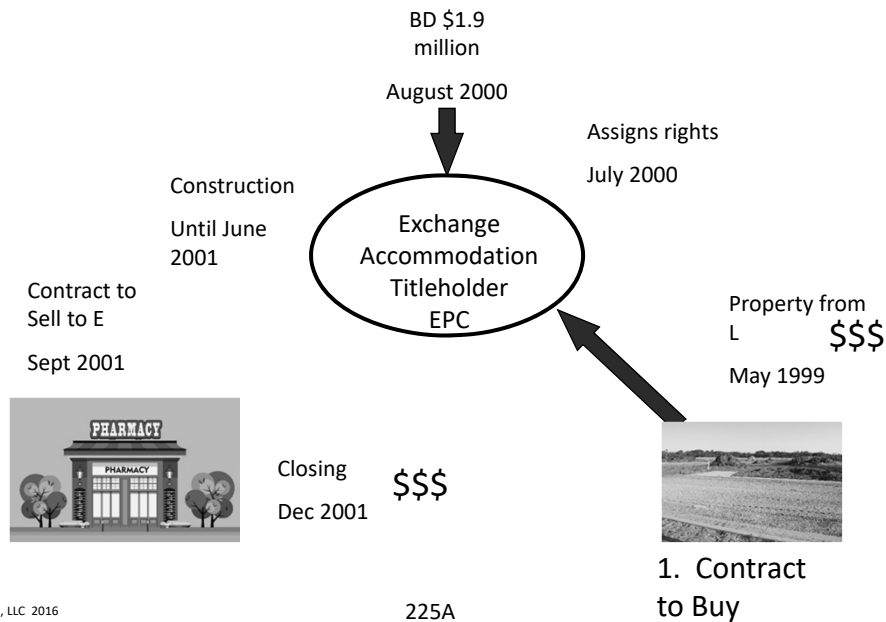 BD $1.9
million
August 2000
Assigns rights
July 2000
Construction
Until June
2001
Exchange
Accommodation
Titleholder
EPC
Contract to
Sell to E
Sept 2001
Property from
L
$$$
May 1999
PHARMACY
PHARMACY
Closing
$$$
Dec 2001
1. Contract
to Buy
, LLC 2016
225A